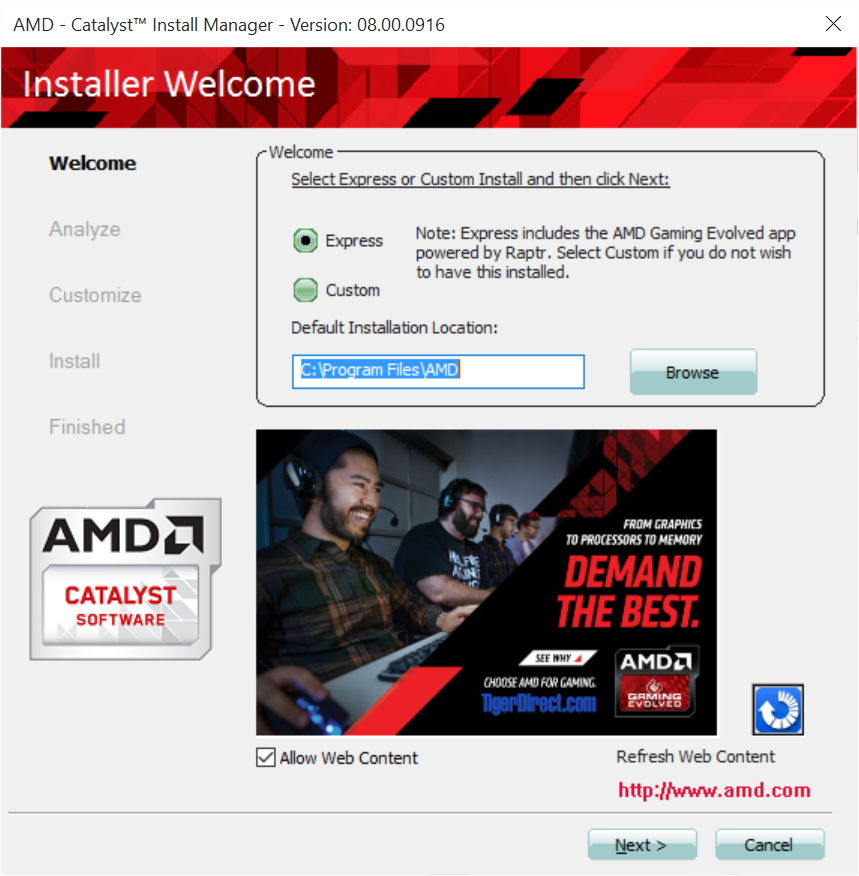 AMD - Catalyst™ Install Manager - Version: 08.00.0916
Installer Welcome
Welcome
Analyze
Customize
Install
Finished
AMD
CATALYST
SOFTWARE
Welcome
Select Express or Custom Install and then click Next:
Express
Note: Express includes the AMD Gaming Evolved app
powered by Raptr. Select Custom if you do not wish
to have this installed.
Custom
Default Installation Location:
C:\Program Files\AMD
Browse
HELLFIRE
AGAINST
FROM GRAPHICS
TO PROCESSORS TO MEMORY
DEMAND
THE BEST.
SEE WHY
CHOOSE AMD FOR GAMING.
TigerDirect.com
AMD
GAMING
EVOLVED
Allow Web Content
Refresh Web Content
http://www.amd.com
Next >
Cancel